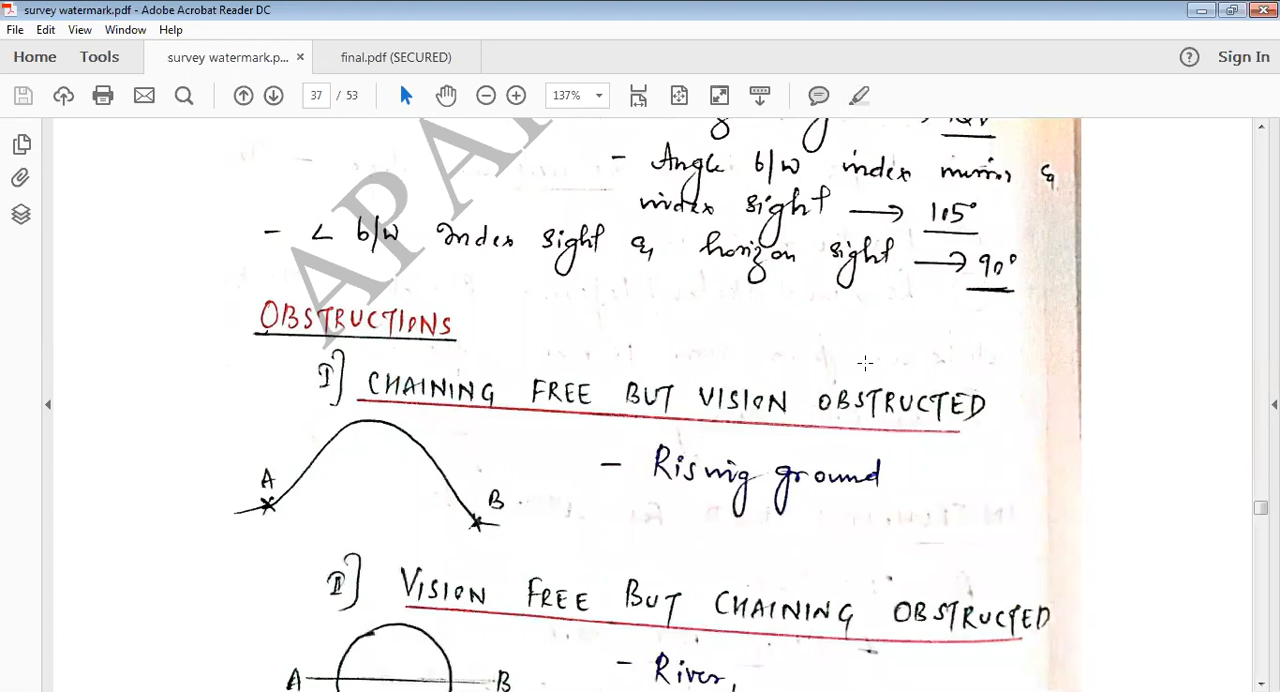 survey watermark.pdf - Adobe Acrobat Reader DC
File Edit View Window Help
Home Tools survey watermark.p... × final.pdf (SECURED) Sign In
37 / 53 137%
APAR
- Angle b/w index mirror &
index sight → 105°
- ∠ b/w Index sight & horizon sight → 90°
OBSTRUCTIONS
I] CHAINING FREE BUT VISION OBSTRUCTED
A
B
- Rising ground
II] VISION FREE BUT CHAINING OBSTRUCTED
A B
- River,